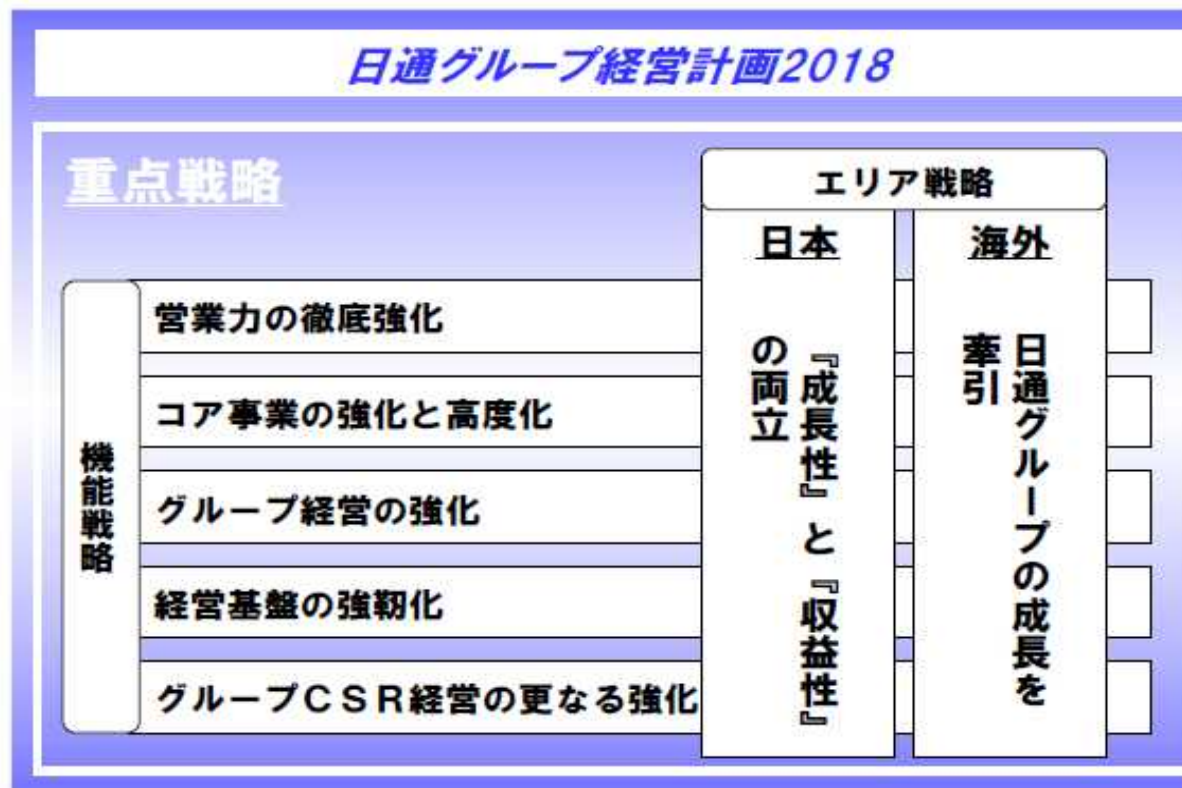 日通グループ経営計画2018
重点戦略
エリア戦略
日本
海外
機能戦略
営業力の徹底強化
コア事業の強化と高度化
グループ経営の強化
経営基盤の強靭化
グループＣＳＲ経営の更なる強化
『成長性』と『収益性』
の両立
日通グループの成長を
牽引